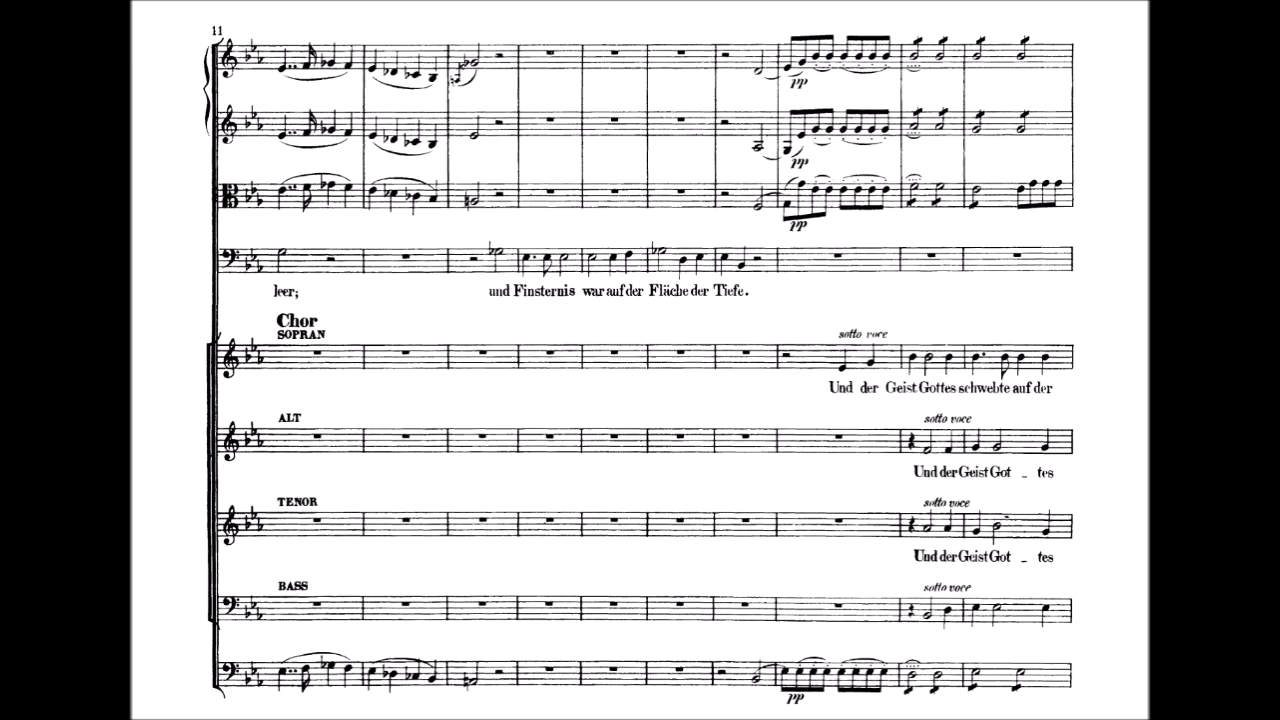 11
pp
pp
pp
leer; und Finsternis war auf der Fläche der Tiefe.
Chor
SOPRAN
sotto voce
Und der Geist Gottes schwebte auf der
ALT
sotto voce
Und der Geist Got _ tes
TENOR
sotto voce
Und der Geist Got _ tes
BASS
sotto voce
pp